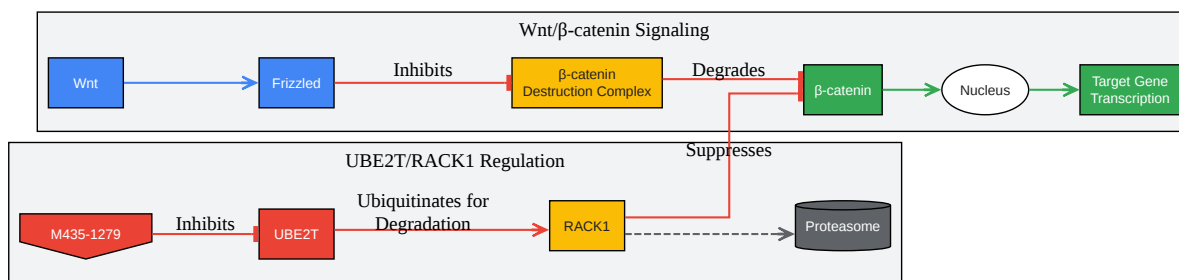 Wnt/β-catenin Signaling
Wnt
Frizzled
Inhibits
β-catenin
Destruction Complex
Degrades
β-catenin
Nucleus
Target Gene
Transcription
Suppresses
UBE2T/RACK1 Regulation
M435-1279
Inhibits
UBE2T
Ubiquitinates for
Degradation
RACK1
Proteasome